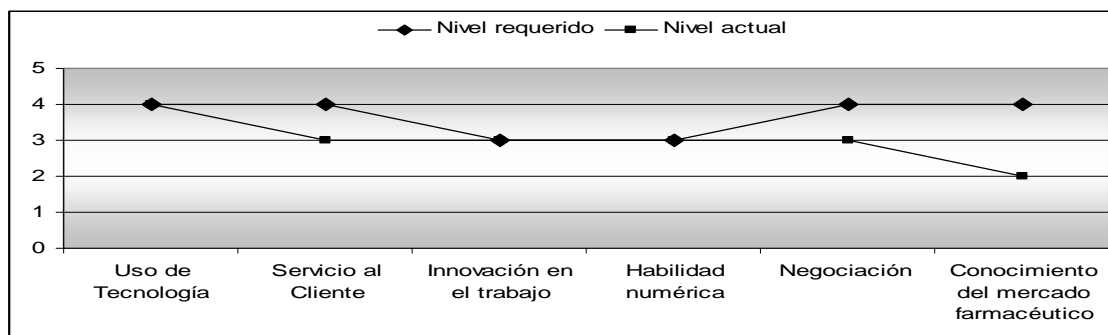 Nivel requerido Nivel actual
5
4
3
2
1
0
Uso de
Tecnología
Servicio al
Cliente
Innovación en
el trabajo
Habilidad
numérica
Negociación
Conocimiento
del mercado
farmacéutico